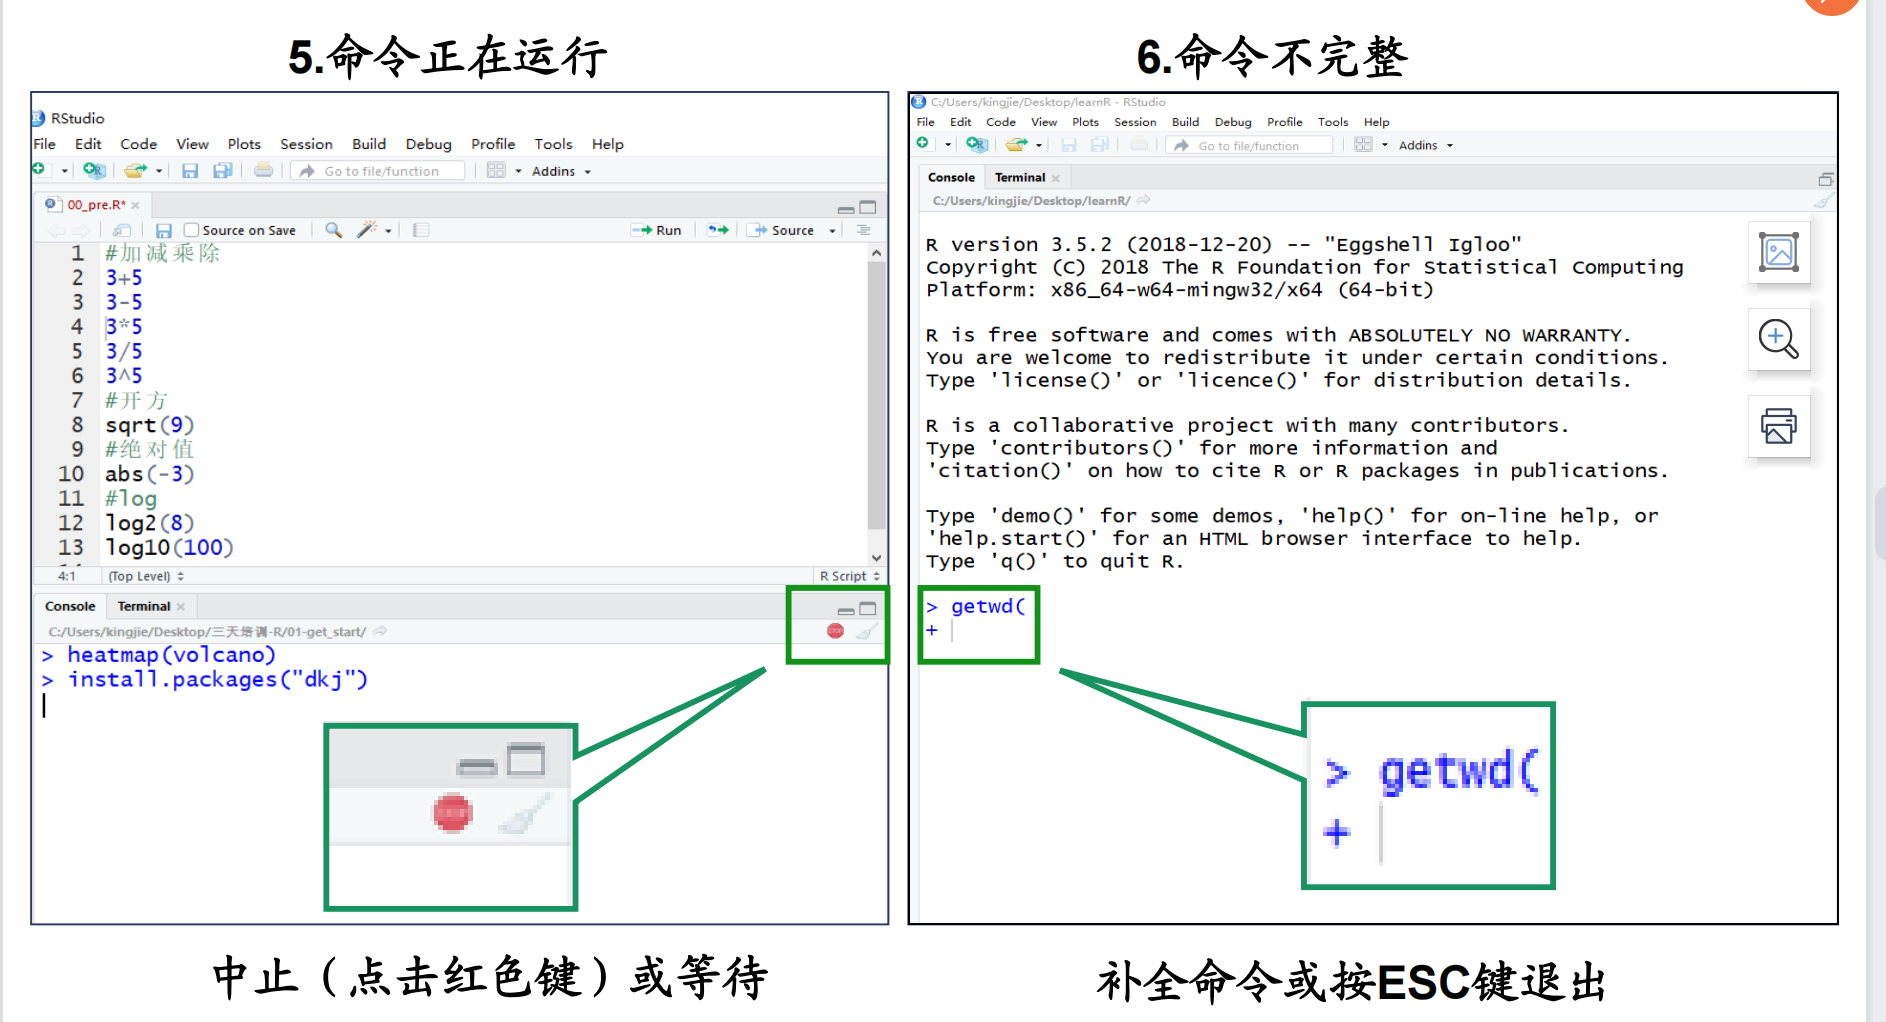 5.命令正在运行
RStudio
File Edit Code View Plots Session Build Debug Profile Tools Help
Go to file/function Addins
00_pre.R*
Source on Save Run Source
1 #加减乘除
2 3+5
3 3-5
4 3*5
5 3/5
6 3^5
7 #开方
8 sqrt(9)
9 #绝对值
10 abs(-3)
11 #log
12 log2(8)
13 log10(100)
4:1 (Top Level) R Script
Console Terminal
C:/Users/kingjie/Desktop/三天培训-R/01-get_start/
> heatmap(volcano)
> install.packages("dkj")
中止（点击红色键）或等待
6.命令不完整
C:/Users/kingjie/Desktop/learnR - RStudio
File Edit Code View Plots Session Build Debug Profile Tools Help
Go to file/function Addins
Console Terminal
C:/Users/kingjie/Desktop/learnR/
R version 3.5.2 (2018-12-20) -- "Eggshell Igloo"
Copyright (C) 2018 The R Foundation for Statistical Computing
Platform: x86_64-w64-mingw32/x64 (64-bit)
R is free software and comes with ABSOLUTELY NO WARRANTY.
You are welcome to redistribute it under certain conditions.
Type 'license()' or 'licence()' for distribution details.
R is a collaborative project with many contributors.
Type 'contributors()' for more information and
'citation()' on how to cite R or R packages in publications.
Type 'demo()' for some demos, 'help()' for on-line help, or
'help.start()' for an HTML browser interface to help.
Type 'q()' to quit R.
> getwd(
+
> getwd(
+
补全命令或按ESC键退出